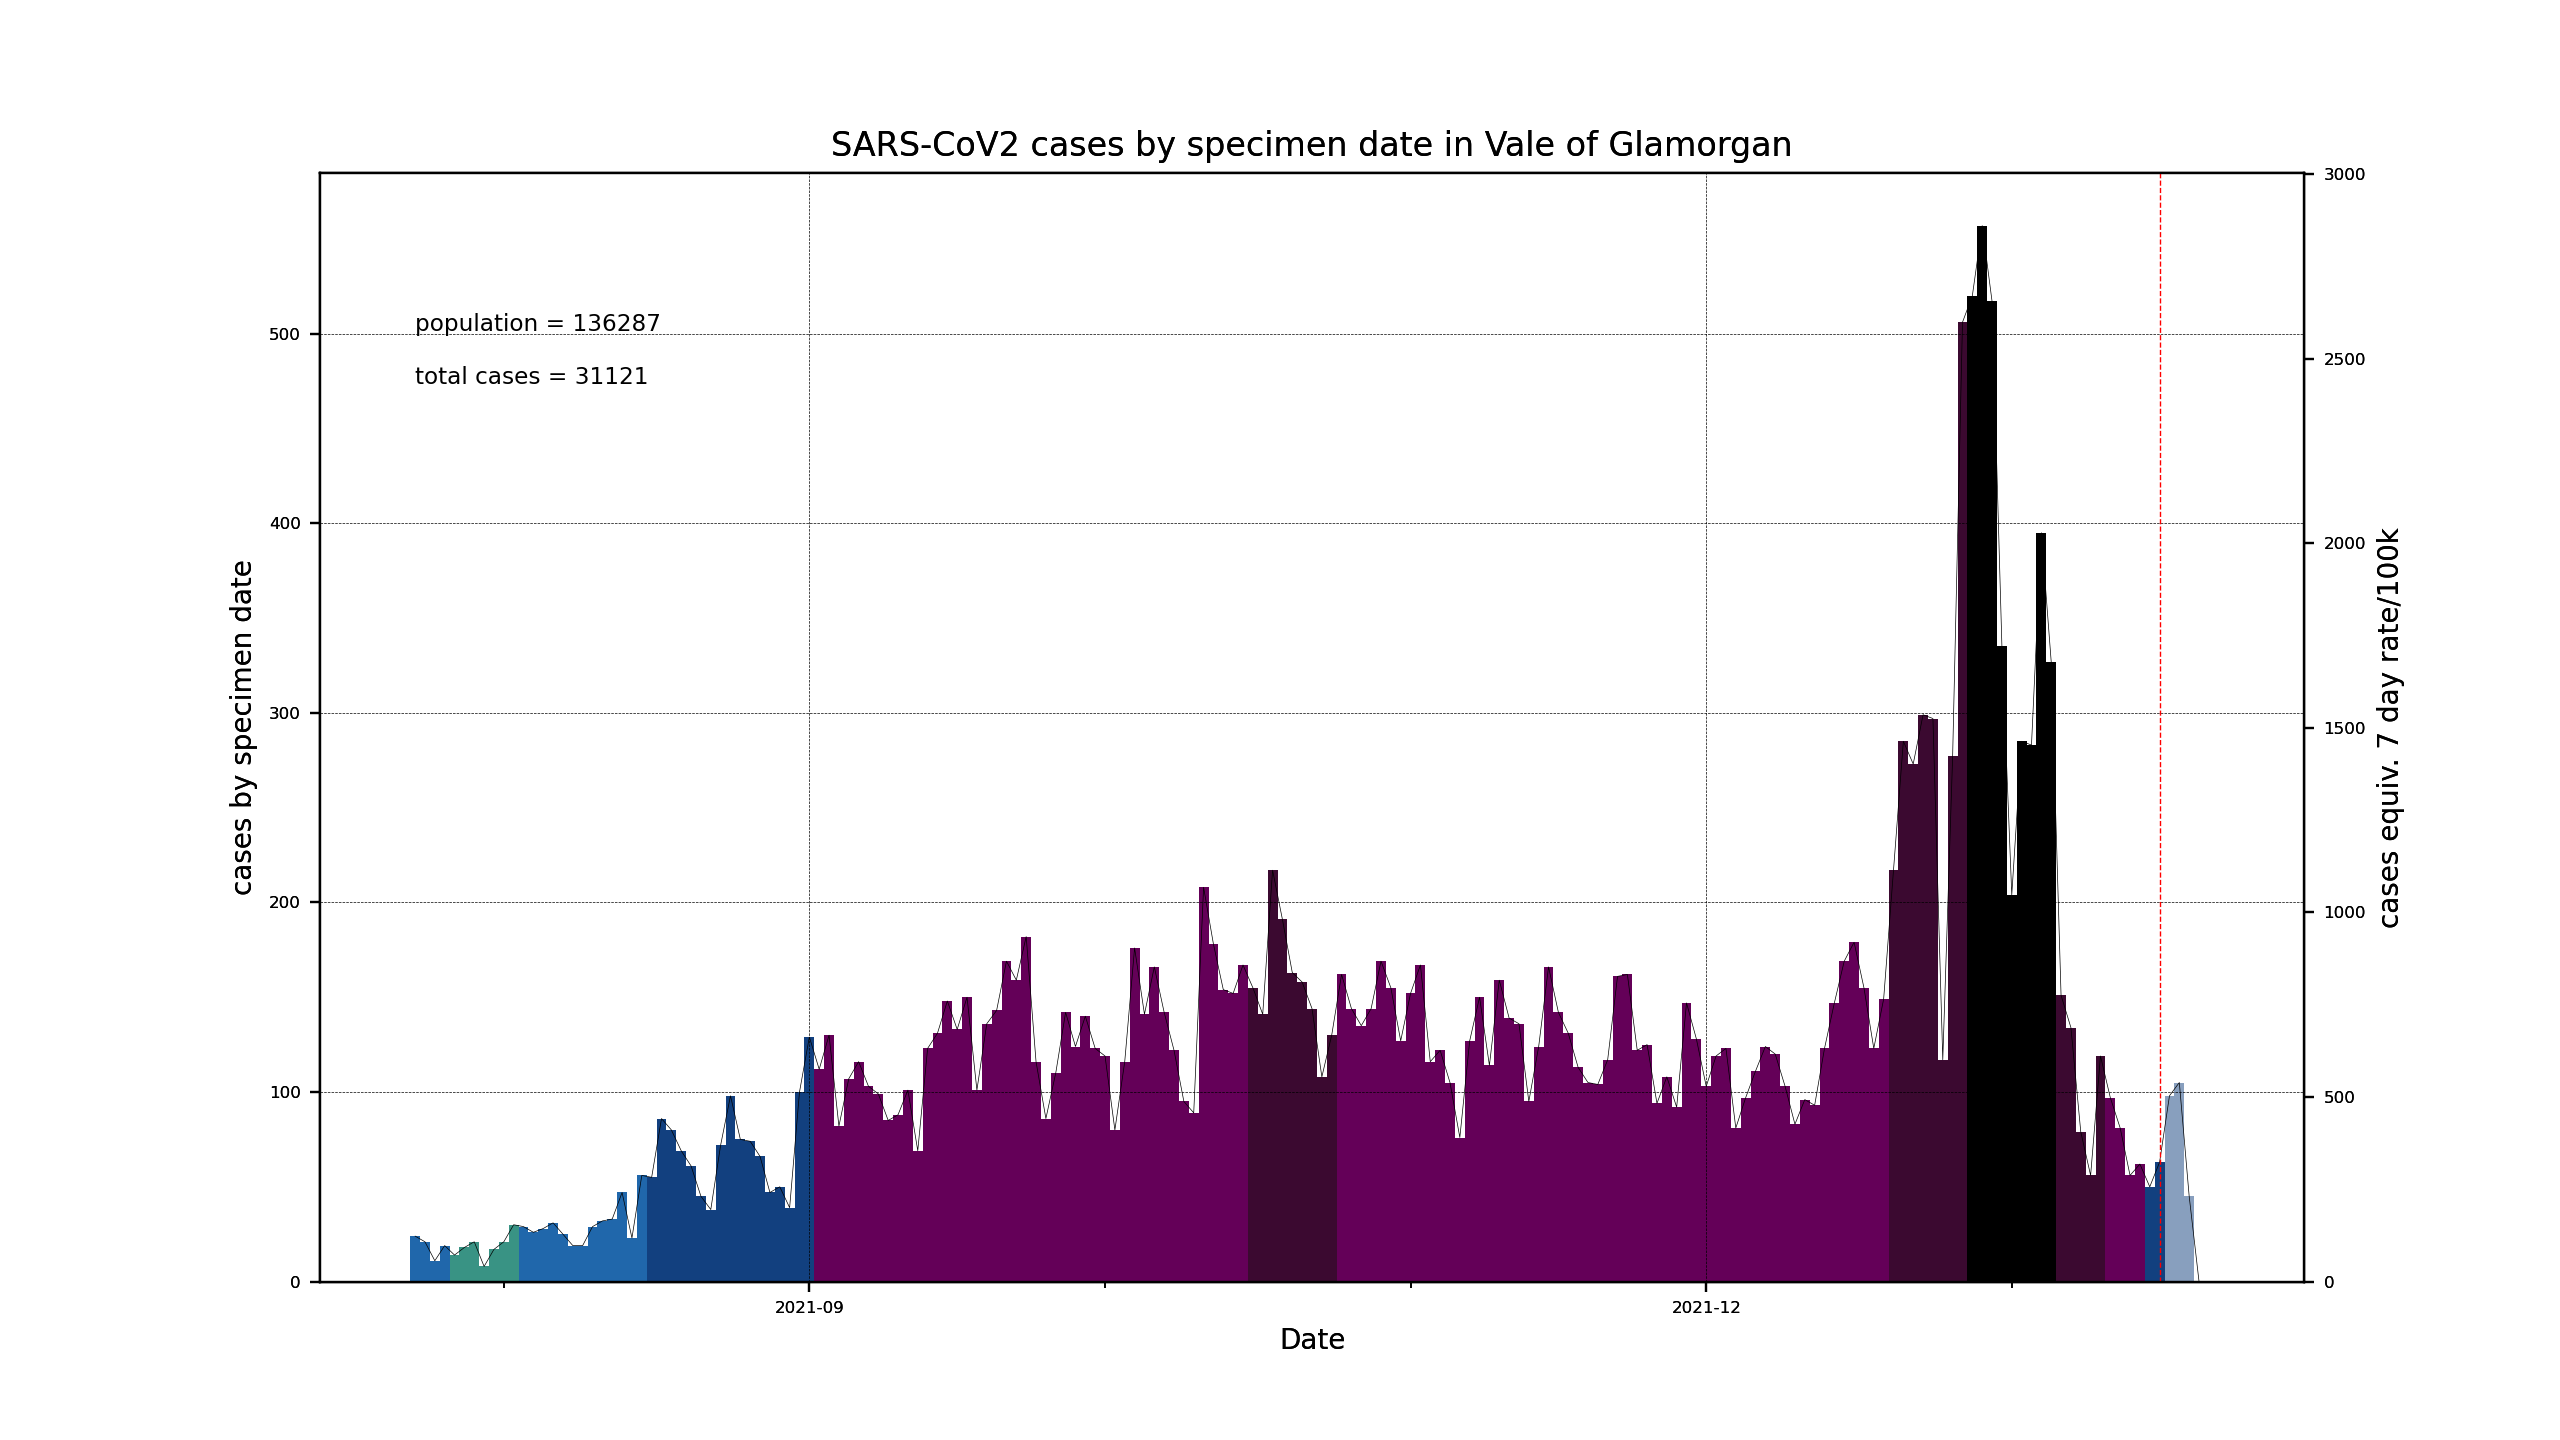 SARS-CoV2 cases by specimen date in Vale of Glamorgan
population = 136287
total cases = 31121
cases by specimen date
500
400
300
200
100
0
3000
2500
2000
1500
1000
500
0
cases equiv. 7 day rate/100k
2021-09
2021-12
Date